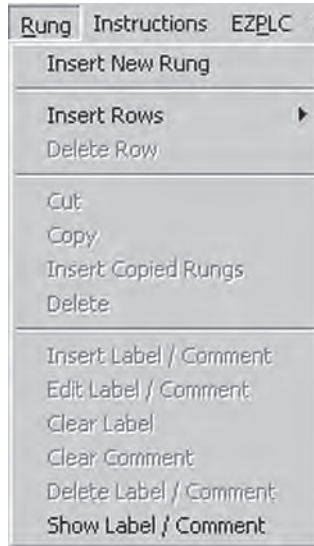 Rung Instructions EZPLC
Insert New Rung
Insert Rows
Delete Row
Cut
Copy
Insert Copied Rungs
Delete
Insert Label / Comment
Edit Label / Comment
Clear Label
Clear Comment
Delete Label / Comment
Show Label / Comment